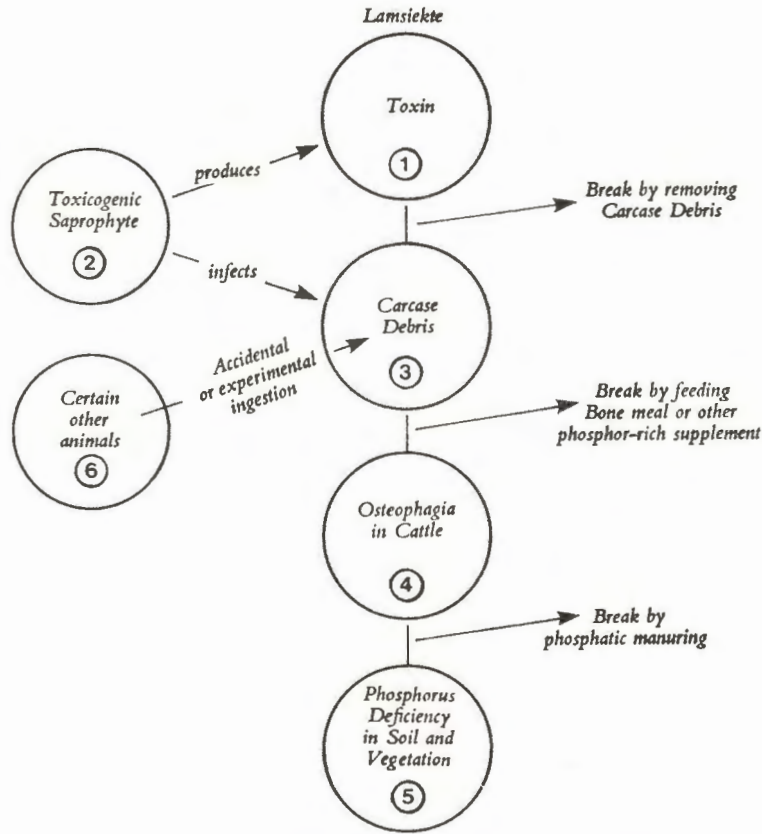 Lamsiekte
Toxin
1
produces
Toxicogenic
Saprophyte
2
Break by removing
Carcase Debris
infects
Carcase
Debris
3
Accidental
or experimental
ingestion
Certain
other
animals
6
Break by feeding
Bone meal or other
phosphor-rich supplement
Osteophagia
in Cattle
4
Break by
phosphatic manuring
Phosphorus
Deficiency
in Soil and
Vegetation
5